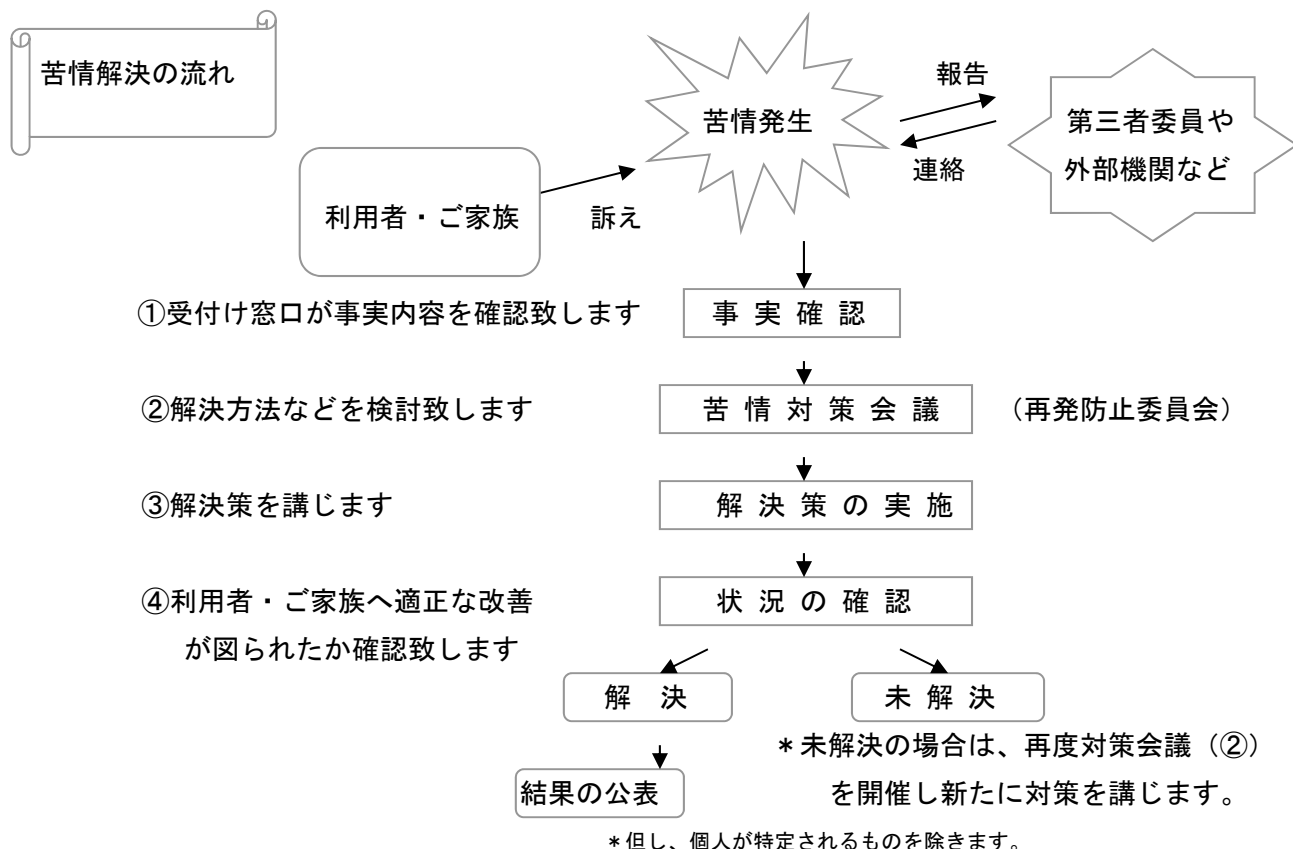 苦情解決の流れ
苦情発生
報告
連絡
第三者委員や
外部機関など
利用者・ご家族
訴え
①受付け窓口が事実内容を確認致します
事実確認
②解決方法などを検討致します
苦情対策会議
（再発防止委員会）
③解決策を講じます
解決策の実施
④利用者・ご家族へ適正な改善
が図られたか確認致します
状況の確認
解決
未解決
結果の公表
＊未解決の場合は、再度対策会議（②）
を開催し新たに対策を講じます。
＊但し、個人が特定されるものを除きます。